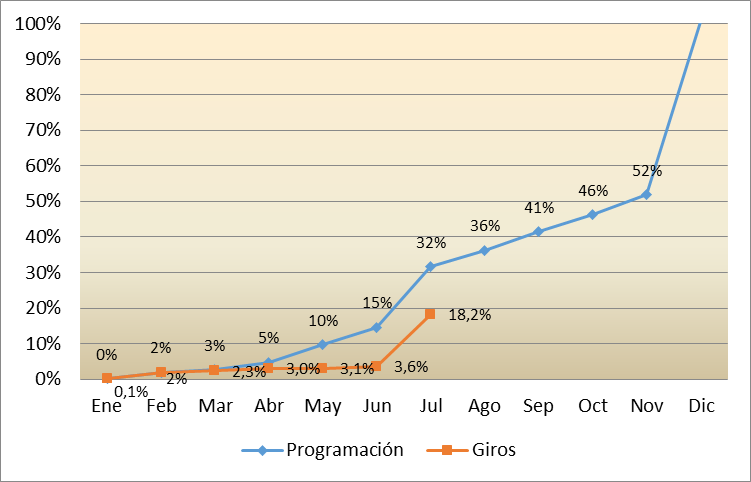 100%
90%
80%
70%
60%
50%
40%
30%
20%
10%
0%
0% 2% 3% 5% 10% 15% 32% 36% 41% 46% 52%
0,1% 2% 2,3% 3,0% 3,1% 3,6% 18,2%
Ene Feb Mar Abr May Jun Jul Ago Sep Oct Nov Dic
Programación Giros